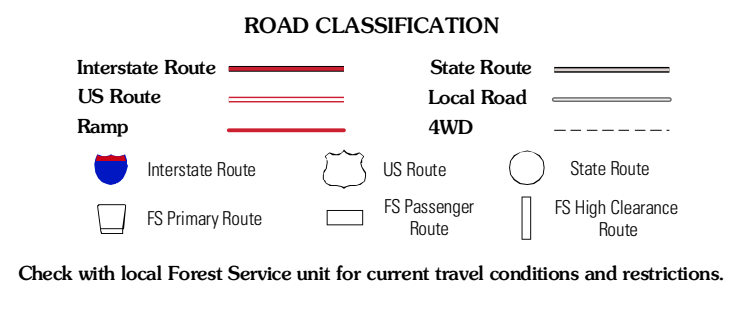 ROAD CLASSIFICATION
Interstate Route
State Route
US Route
Local Road
Ramp
4WD
Interstate Route
US Route
State Route
FS Primary Route
FS Passenger
Route
FS High Clearance
Route
Check with local Forest Service unit for current travel conditions and restrictions.